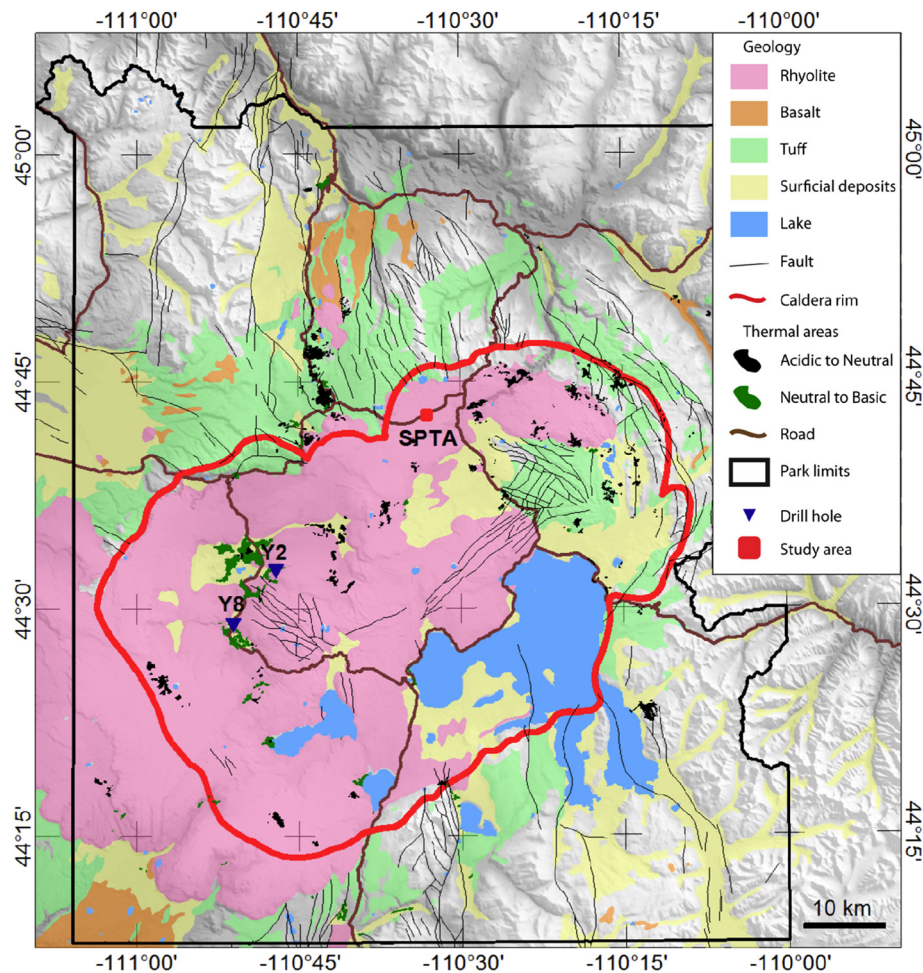 -111°00' -110°45' -110°30' -110°15' -110°00'
Geology
Rhyolite
Basalt
Tuff
Surficial deposits
Lake
Fault
Caldera rim
Thermal areas
Acidic to Neutral
Neutral to Basic
Road
Park limits
Drill hole
Study area
45°00' 45°00'
44°45' 44°45'
SPTA
Y2
Y8
44°30' 44°30'
44°15' 44°15'
10 km
-111°00' -110°45' -110°30' -110°15' -110°00'